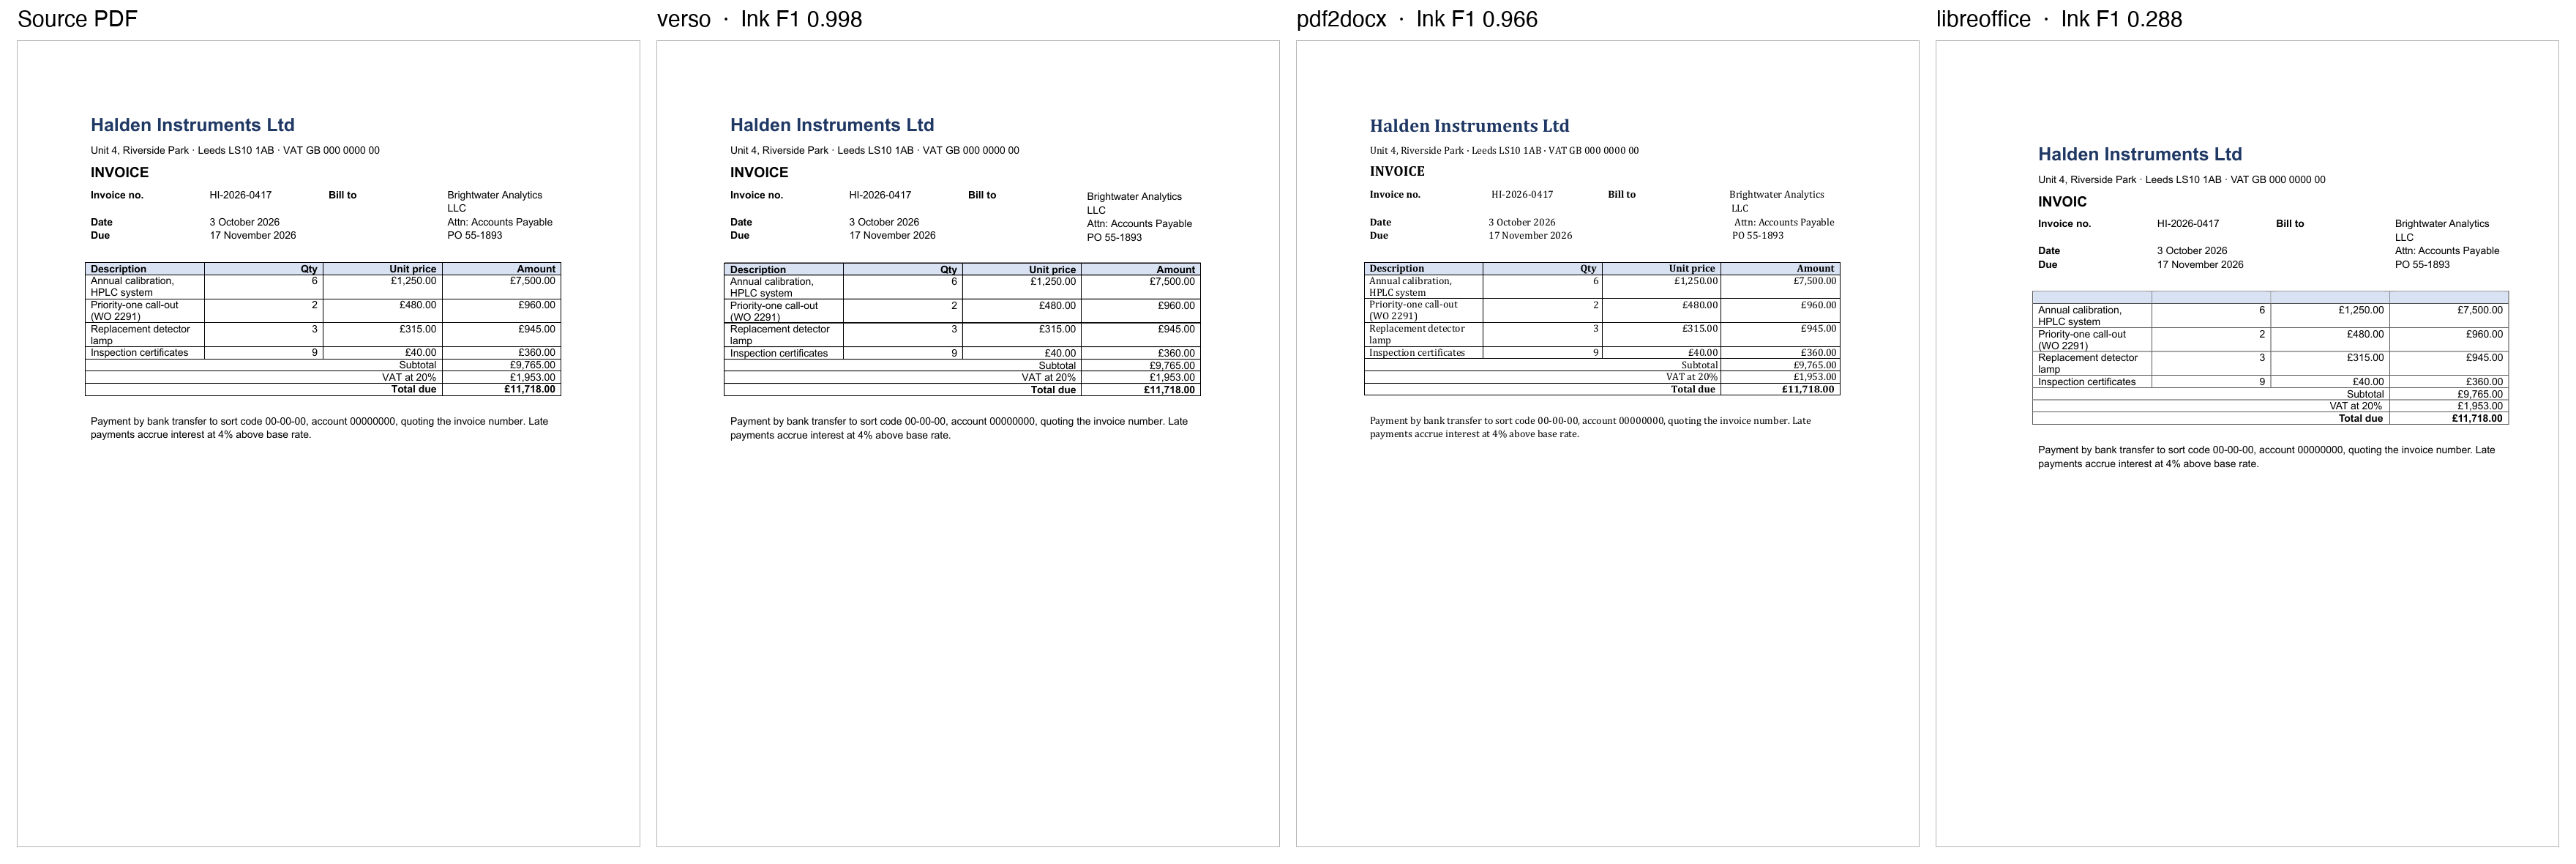 Source PDF
Halden Instruments Ltd
Unit 4, Riverside Park · Leeds LS10 1AB · VAT GB 000 0000 00
INVOICE
Invoice no. HI-2026-0417 Bill to Brightwater Analytics
LLC
Date 3 October 2026 Attn: Accounts Payable
Due 17 November 2026 PO 55-1893
Description Qty Unit price Amount
Annual calibration, 6 £1,250.00 £7,500.00
HPLC system
Priority-one call-out 2 £480.00 £960.00
(WO 2291)
Replacement detector 3 £315.00 £945.00
lamp
Inspection certificates 9 £40.00 £360.00
Subtotal £9,765.00
VAT at 20% £1,953.00
Total due £11,718.00
Payment by bank transfer to sort code 00-00-00, account 00000000, quoting the invoice number. Late
payments accrue interest at 4% above base rate.
verso · Ink F1 0.998
Halden Instruments Ltd
Unit 4, Riverside Park · Leeds LS10 1AB · VAT GB 000 0000 00
INVOICE
Invoice no. HI-2026-0417 Bill to Brightwater Analytics
LLC
Date 3 October 2026 Attn: Accounts Payable
Due 17 November 2026 PO 55-1893
Description Qty Unit price Amount
Annual calibration, 6 £1,250.00 £7,500.00
HPLC system
Priority-one call-out 2 £480.00 £960.00
(WO 2291)
Replacement detector 3 £315.00 £945.00
lamp
Inspection certificates 9 £40.00 £360.00
Subtotal £9,765.00
VAT at 20% £1,953.00
Total due £11,718.00
Payment by bank transfer to sort code 00-00-00, account 00000000, quoting the invoice number. Late
payments accrue interest at 4% above base rate.
pdf2docx · Ink F1 0.966
Halden Instruments Ltd
Unit 4, Riverside Park · Leeds LS10 1AB · VAT GB 000 0000 00
INVOICE
Invoice no. HI-2026-0417 Bill to Brightwater Analytics
LLC
Date 3 October 2026 Attn: Accounts Payable
Due 17 November 2026 PO 55-1893
Description Qty Unit price Amount
Annual calibration, 6 £1,250.00 £7,500.00
HPLC system
Priority-one call-out 2 £480.00 £960.00
(WO 2291)
Replacement detector 3 £315.00 £945.00
lamp
Inspection certificates 9 £40.00 £360.00
Subtotal £9,765.00
VAT at 20% £1,953.00
Total due £11,718.00
Payment by bank transfer to sort code 00-00-00, account 00000000, quoting the invoice number. Late
payments accrue interest at 4% above base rate.
libreoffice · Ink F1 0.288
Halden Instruments Ltd
Unit 4, Riverside Park · Leeds LS10 1AB · VAT GB 000 0000 00
INVOIC
Invoice no. HI-2026-0417 Bill to Brightwater Analytics
LLC
Date 3 October 2026 Attn: Accounts Payable
Due 17 November 2026 PO 55-1893
Annual calibration, 6 £1,250.00 £7,500.00
HPLC system
Priority-one call-out 2 £480.00 £960.00
(WO 2291)
Replacement detector 3 £315.00 £945.00
lamp
Inspection certificates 9 £40.00 £360.00
Subtotal £9,765.00
VAT at 20% £1,953.00
Total due £11,718.00
Payment by bank transfer to sort code 00-00-00, account 00000000, quoting the invoice number. Late
payments accrue interest at 4% above base rate.